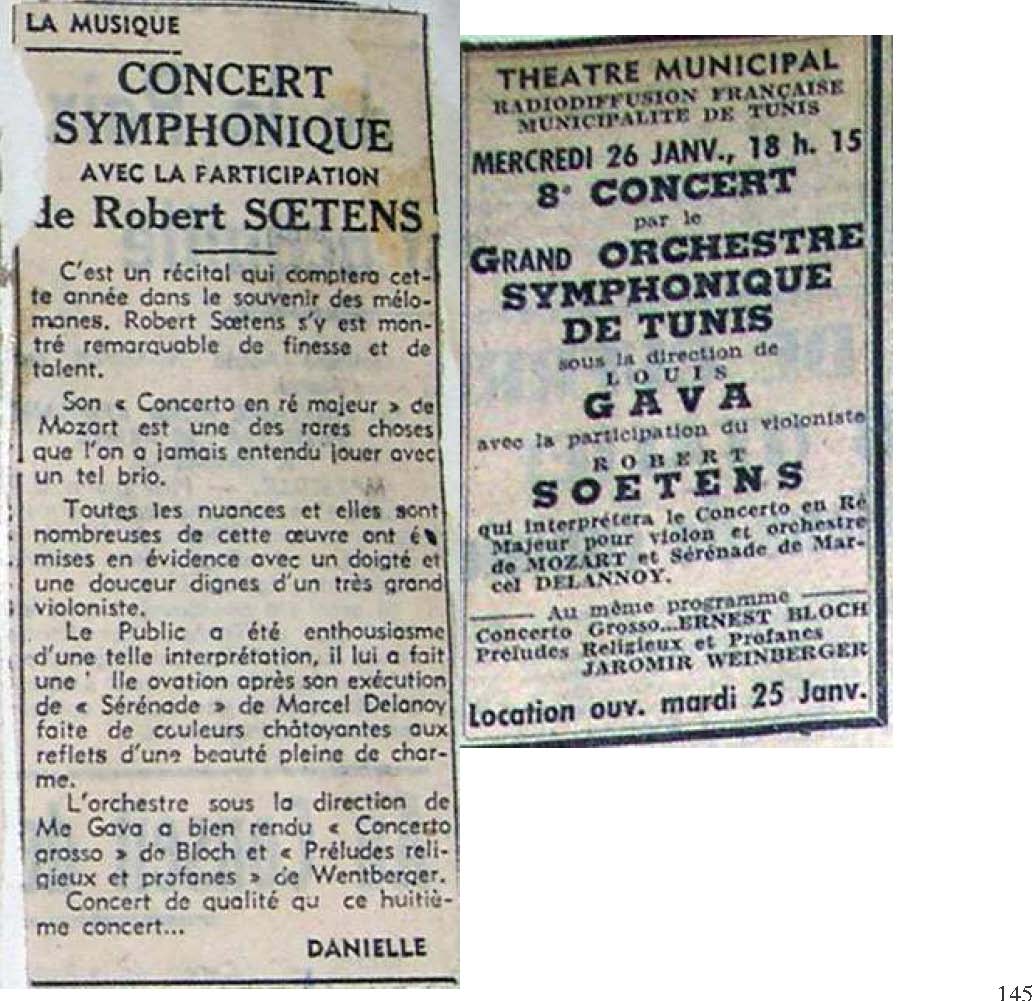 LA MUSIQUE
CONCERT
SYMPHONIQUE
AVEC LA FARTICIPATION
de Robert SŒTENS
C'est un récital qui comptera cet-
te année dans le souvenir des mélo-
manes. Robert Sœtens s'y est mon-
tré remarquable de finesse et de
talent.
Son « Concerto en ré majeur » de
Mozart est une des rares choses
que l'on a jamais entendu jouer avec
un tel brio.
Toutes les nuances et elles sont
nombreuses de cette œuvre ont é
mises en évidence avec un doigté et
une douceur dignes d'un très grand
violoniste.
Le Public a été enthousiasme
d'une telle interprétation, il lui a fait
une lle ovation après son exécution
de « Sérénade » de Marcel Delanoy
faite de couleurs châtoyantes aux
reflets d'une beauté pleine de char-
me.
L'orchestre sous la direction de
Me Gava a bien rendu « Concerto
grosso » de Bloch et « Préludes reli-
gieux et profanes » de Wentberger.
Concert de qualité qu ce huitiè-
me concert...
DANIELLE
THEATRE MUNICIPAL
RADIODIFFUSION FRANÇAISE
MUNICIPALITE DE TUNIS
MERCREDI 26 JANV., 18 h. 15
8e CONCERT
par le
GRAND ORCHESTRE
SYMPHONIQUE
DE TUNIS
sous la direction de
LOUIS
GAVA
avec la participation du violoniste
ROBERT
SOETENS
qui interprétera le Concerto en Ré
Majeur pour violon et orchestre
de MOZART et Sérénade de Mar-
cel DELANNOY.
Au même programme
Concerto Grosso...ERNEST BLOCH
Préludes Religieux et Profanes
JAROMIR WEINBERGER
Location ouv. mardi 25 Janv.
145